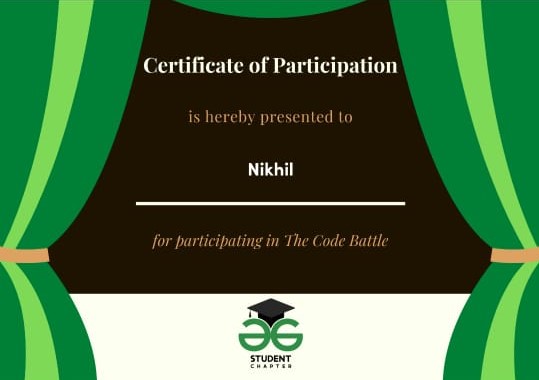 Certificate of Participation
is hereby presented to
Nikhil
for participating in The Code Battle
STUDENT
CHAPTER